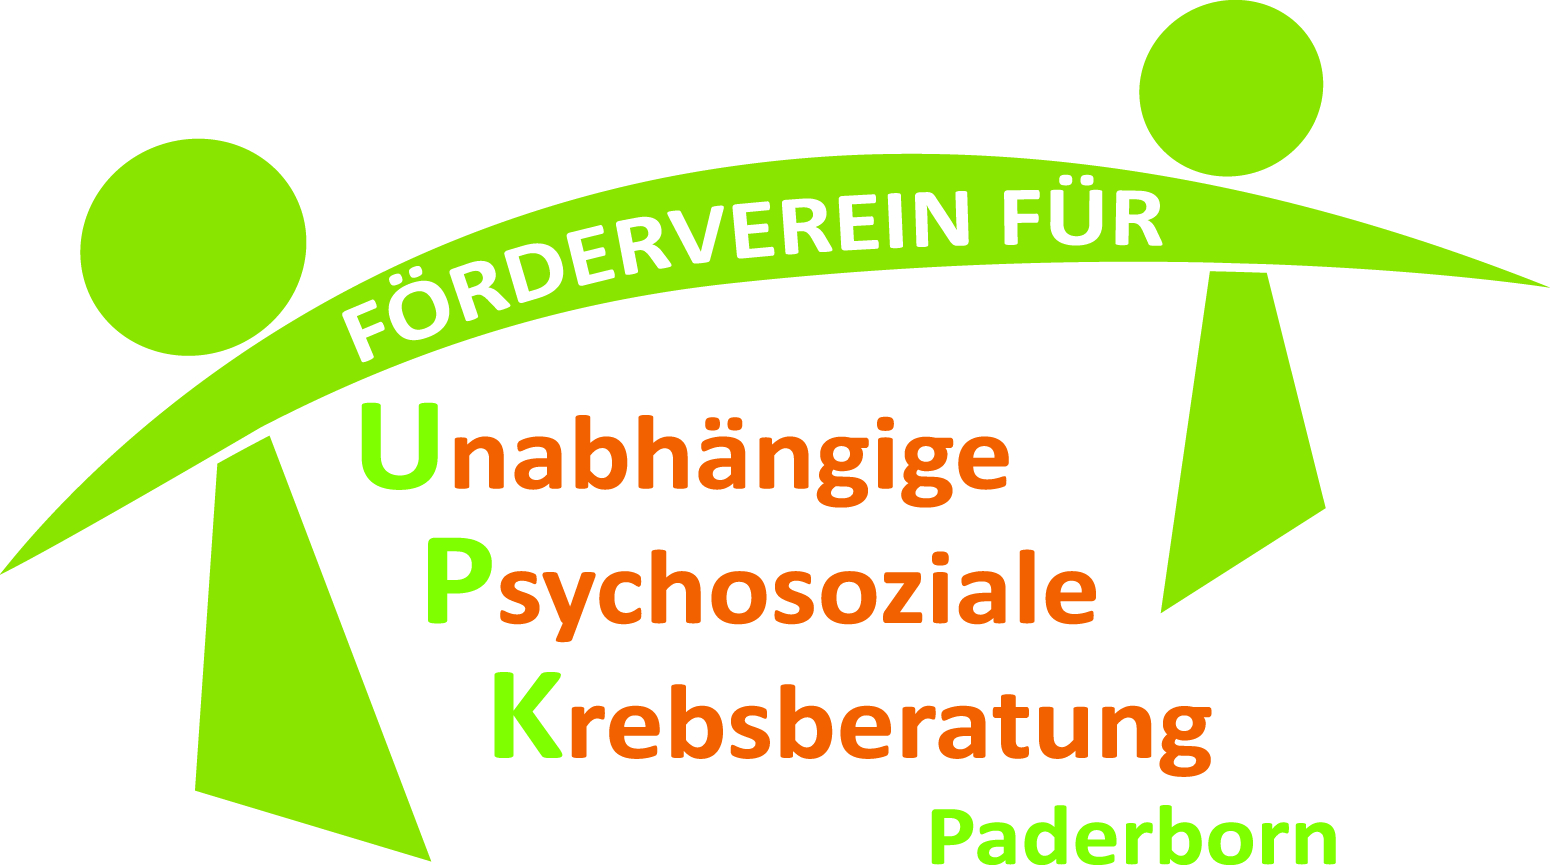 FÖRDERVEREIN FÜR
Unabhängige
Psychosoziale
Krebsberatung
Paderborn